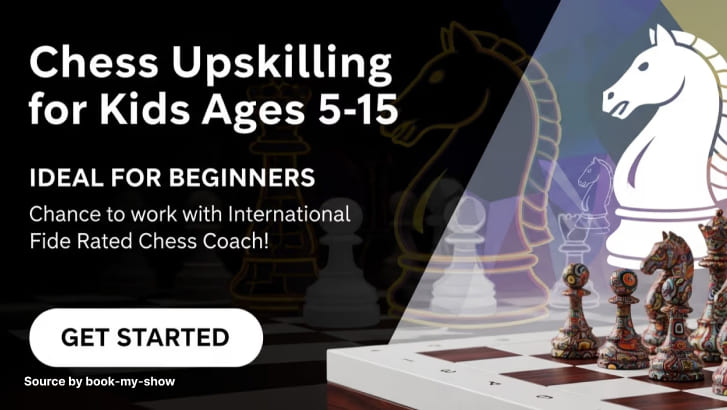 Chess Upskilling
for Kids Ages 5-15
IDEAL FOR BEGINNERS
Chance to work with International
Fide Rated Chess Coach!
GET STARTED
Source by book-my-show